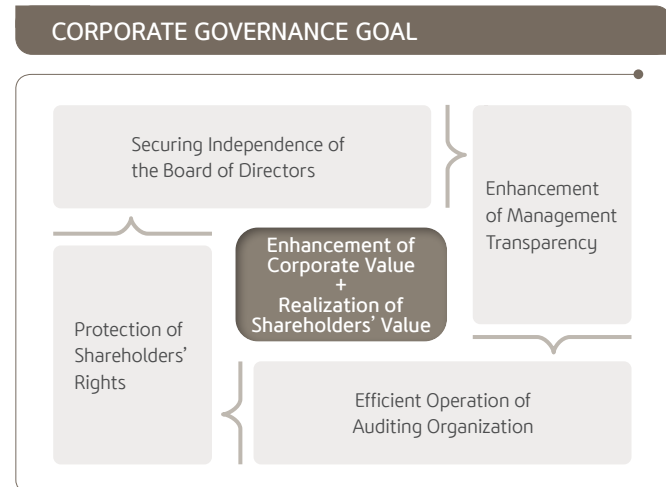 CORPORATE GOVERNANCE GOAL
Securing Independence of
the Board of Directors
Enhancement
of Management
Transparency
Enhancement of
Corporate Value
+
Realization of
Shareholders’ Value
Protection of
Shareholders’
Rights
Efficient Operation of
Auditing Organization